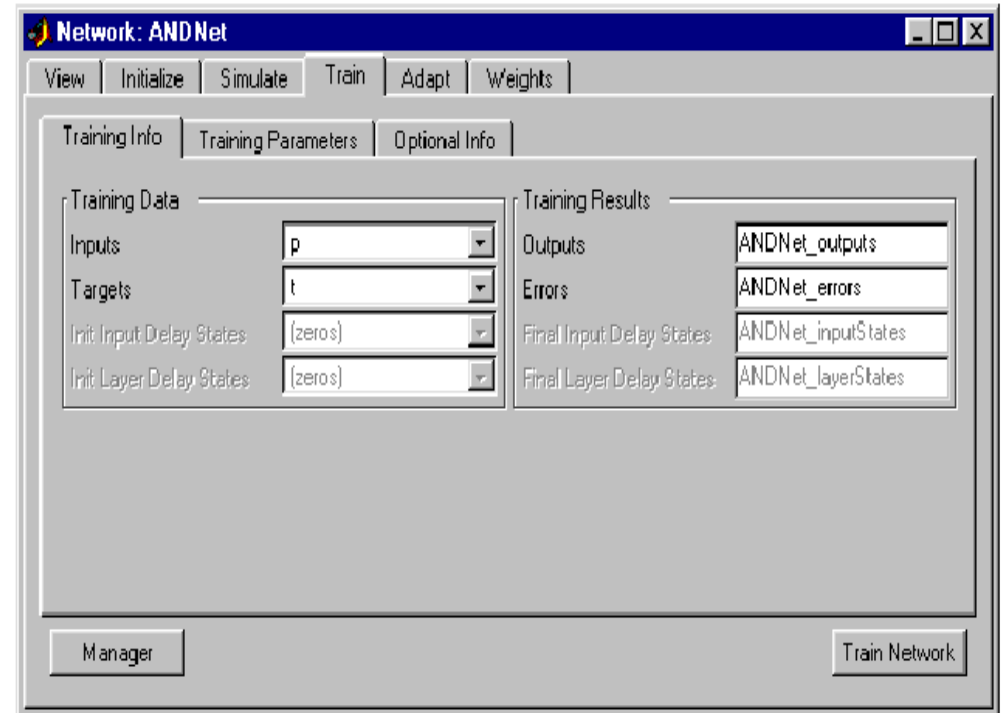 Network: ANDNet
View Initialize Simulate Train Adapt Weights
Training Info Training Parameters Optional Info
Training Data
Inputs p
Targets t
Init Input Delay States (zeros)
Init Layer Delay States (zeros)
Training Results
Outputs ANDNet_outputs
Errors ANDNet_errors
Final Input Delay States ANDNet_inputStates
Final Layer Delay States ANDNet_layerStates
Manager
Train Network